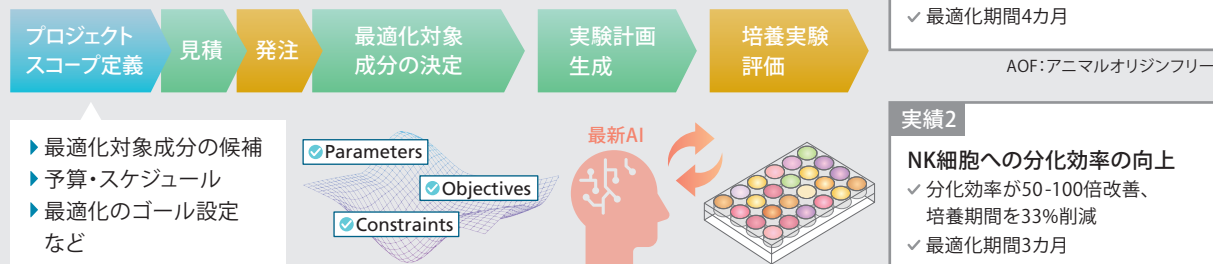 プロジェクト
スコープ定義
見積
発注
最適化対象
成分の決定
実験計画
生成
培養実験
評価
最適化対象成分の候補
予算・スケジュール
最適化のゴール設定
など
Parameters
Objectives
Constraints
最新AI
最適化期間4カ月
AOF：アニマルオリジンフリー
実績2
NK細胞への分化効率の向上
分化効率が50-100倍改善、
培養期間を33%削減
最適化期間3カ月